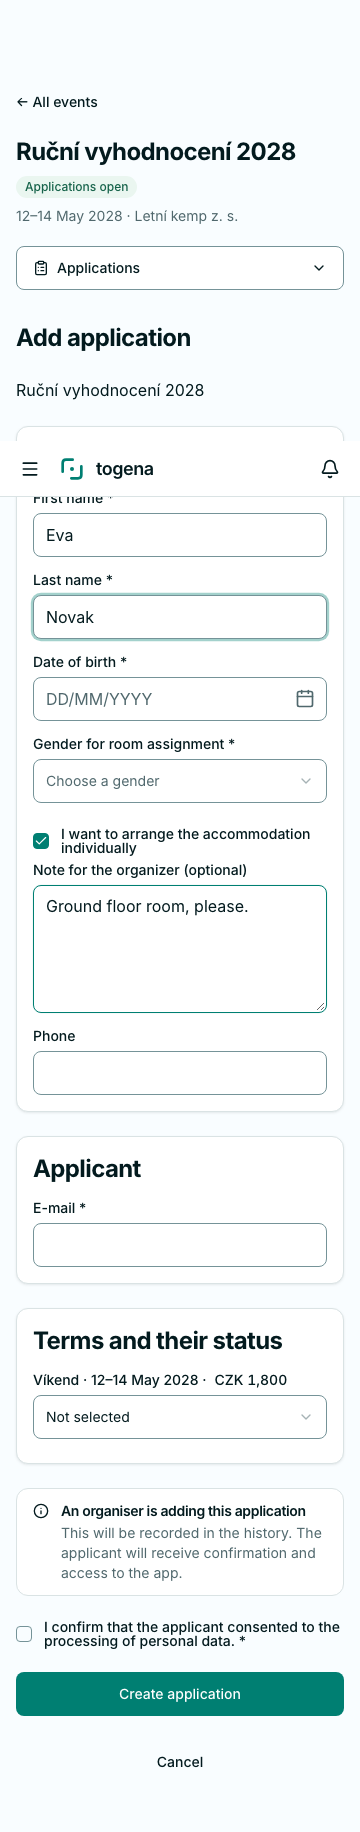 ← All events
Ruční vyhodnocení 2028
Applications open
12–14 May 2028 · Letní kemp z. s.
Applications
Add application
Ruční vyhodnocení 2028
togena
First name *
Eva
Last name *
Novak
Date of birth *
DD/MM/YYYY
Gender for room assignment *
Choose a gender
I want to arrange the accommodation
individually
Note for the organizer (optional)
Ground floor room, please.
Phone
Applicant
E-mail *
Terms and their status
Víkend · 12–14 May 2028 · CZK 1,800
Not selected
An organiser is adding this application
This will be recorded in the history. The
applicant will receive confirmation and
access to the app.
I confirm that the applicant consented to the
processing of personal data. *
Create application
Cancel